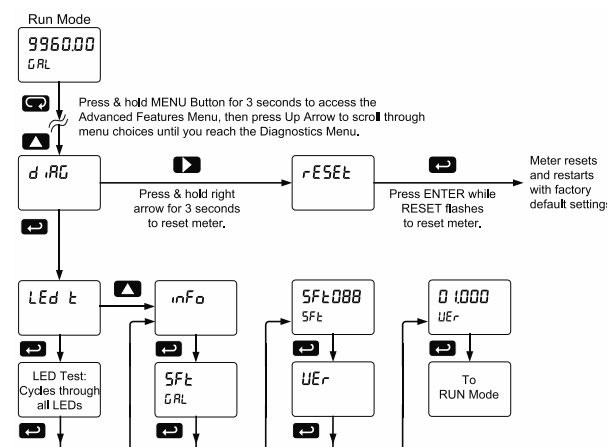 Run Mode
9960.00
GAL
Press & hold MENU Button for 3 seconds to access the
Advanced Features Menu, then press Up Arrow to scroll through
menu choices until you reach the Diagnostics Menu.
diAG
Press & hold right
arrow for 3 seconds
to reset meter.
rESEt
Press ENTER while
RESET flashes
to reset meter.
Meter resets
and restarts
with factory
default settings
LEd t
inFo
SFt088
SFt
01.000
VEr
LED Test:
Cycles through
all LEDs
SFt
GAL
VEr
To
RUN Mode